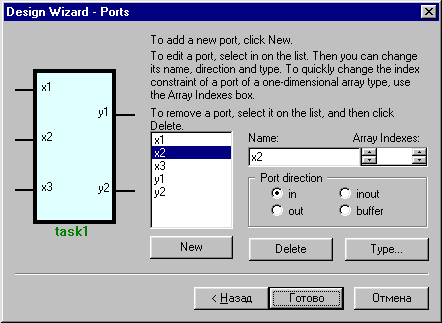 Design Wizard - Ports
To add a new port, click New.
To edit a port, select in on the list. Then you can change
its name, direction and type. To quickly change the index
constraint of a port of a one-dimensional array type, use
the Array Indexes box.
To remove a port, select it on the list, and then click
Delete.
x1
x2
x3
y1
y2
task1
x1
x2
x3
y1
y2
Name:
Array Indexes:
x2
Port direction
in
inout
out
buffer
New
Delete
Type...
< Назад
Готово
Отмена